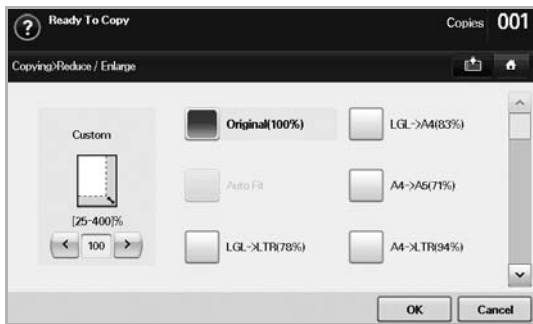 ? Ready To Copy
Copies 001
Copying>Reduce / Enlarge
Custom
[25-400]%
< 100 >
Original(100%)
LGL->A4(83%)
Auto Fit
A4->A5(71%)
LGL->LTR(78%)
A4->LTR(94%)
OK
Cancel